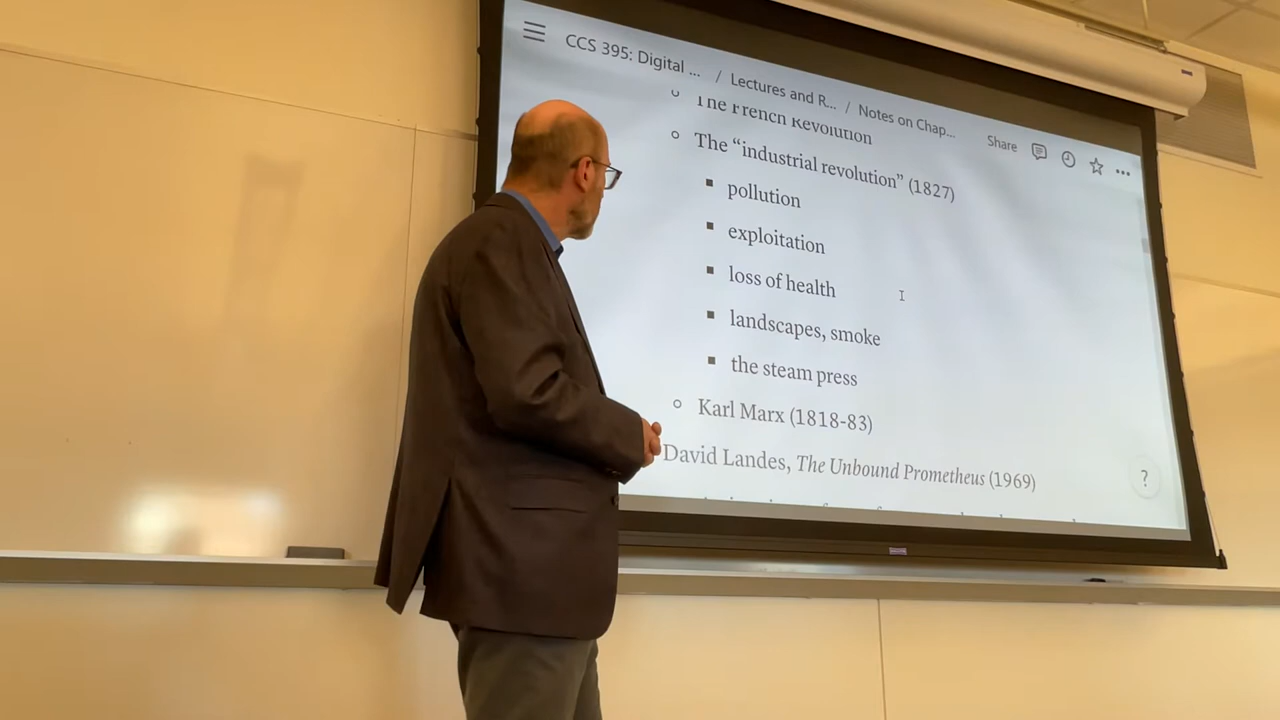 CCS 395: Digital ... / Lectures and R... / Notes on Chap... Share
The French Revolution
The “industrial revolution” (1827)
pollution
exploitation
loss of health
landscapes, smoke
the steam press
Karl Marx (1818-83)
David Landes, The Unbound Prometheus (1969)
?